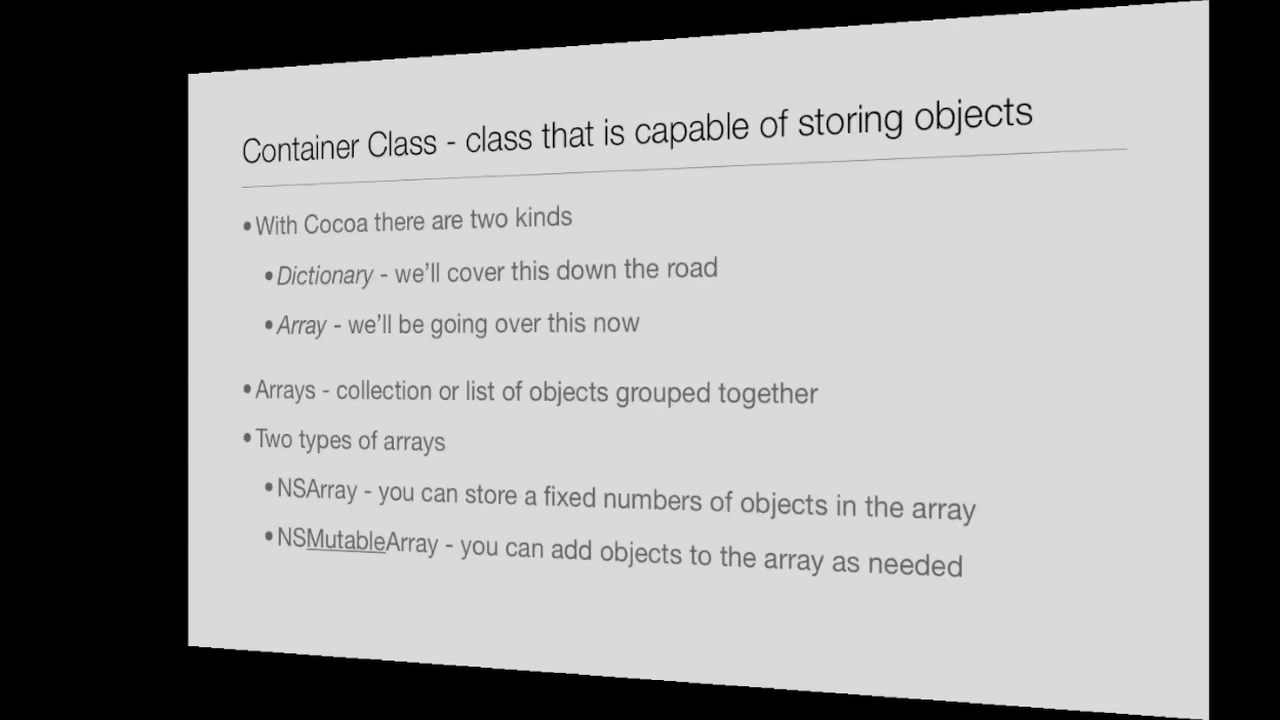 Container Class - class that is capable of storing objects
•With Cocoa there are two kinds
•Dictionary - we'll cover this down the road
•Array - we'll be going over this now
•Arrays - collection or list of objects grouped together
•Two types of arrays
•NSArray - you can store a fixed numbers of objects in the array
•NSMutableArray - you can add objects to the array as needed